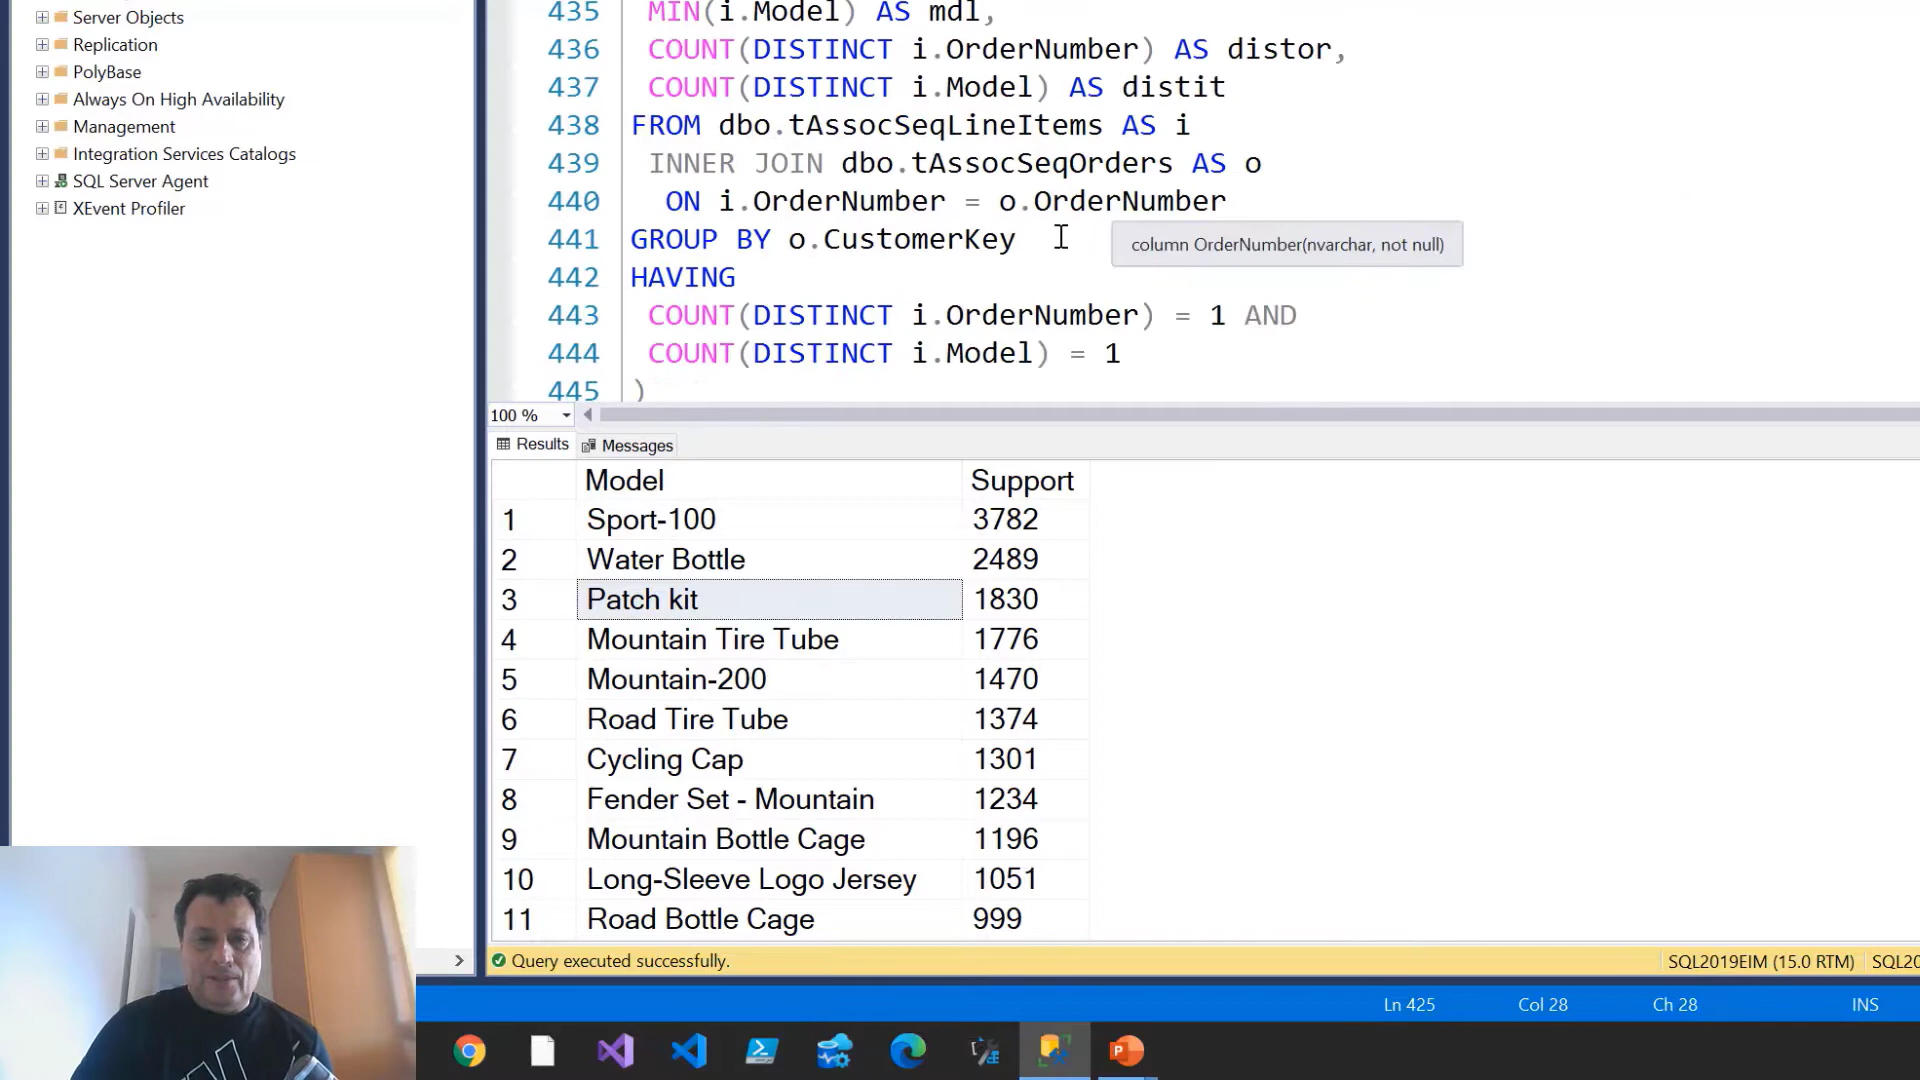 Server Objects
Replication
PolyBase
Always On High Availability
Management
Integration Services Catalogs
SQL Server Agent
XEvent Profiler
435 MIN(i.Model) AS mdl,
436 COUNT(DISTINCT i.OrderNumber) AS distor,
437 COUNT(DISTINCT i.Model) AS distit
438 FROM dbo.tAssocSeqLineItems AS i
439 INNER JOIN dbo.tAssocSeqOrders AS o
440 ON i.OrderNumber = o.OrderNumber
441 GROUP BY o.CustomerKey
column OrderNumber(nvarchar, not null)
442 HAVING
443 COUNT(DISTINCT i.OrderNumber) = 1 AND
444 COUNT(DISTINCT i.Model) = 1
445 )
100 %
Results Messages
Model Support
1 Sport-100 3782
2 Water Bottle 2489
3 Patch kit 1830
4 Mountain Tire Tube 1776
5 Mountain-200 1470
6 Road Tire Tube 1374
7 Cycling Cap 1301
8 Fender Set - Mountain 1234
9 Mountain Bottle Cage 1196
10 Long-Sleeve Logo Jersey 1051
11 Road Bottle Cage 999
Query executed successfully. SQL2019EIM (15.0 RTM) SQL20
Ln 425 Col 28 Ch 28 INS